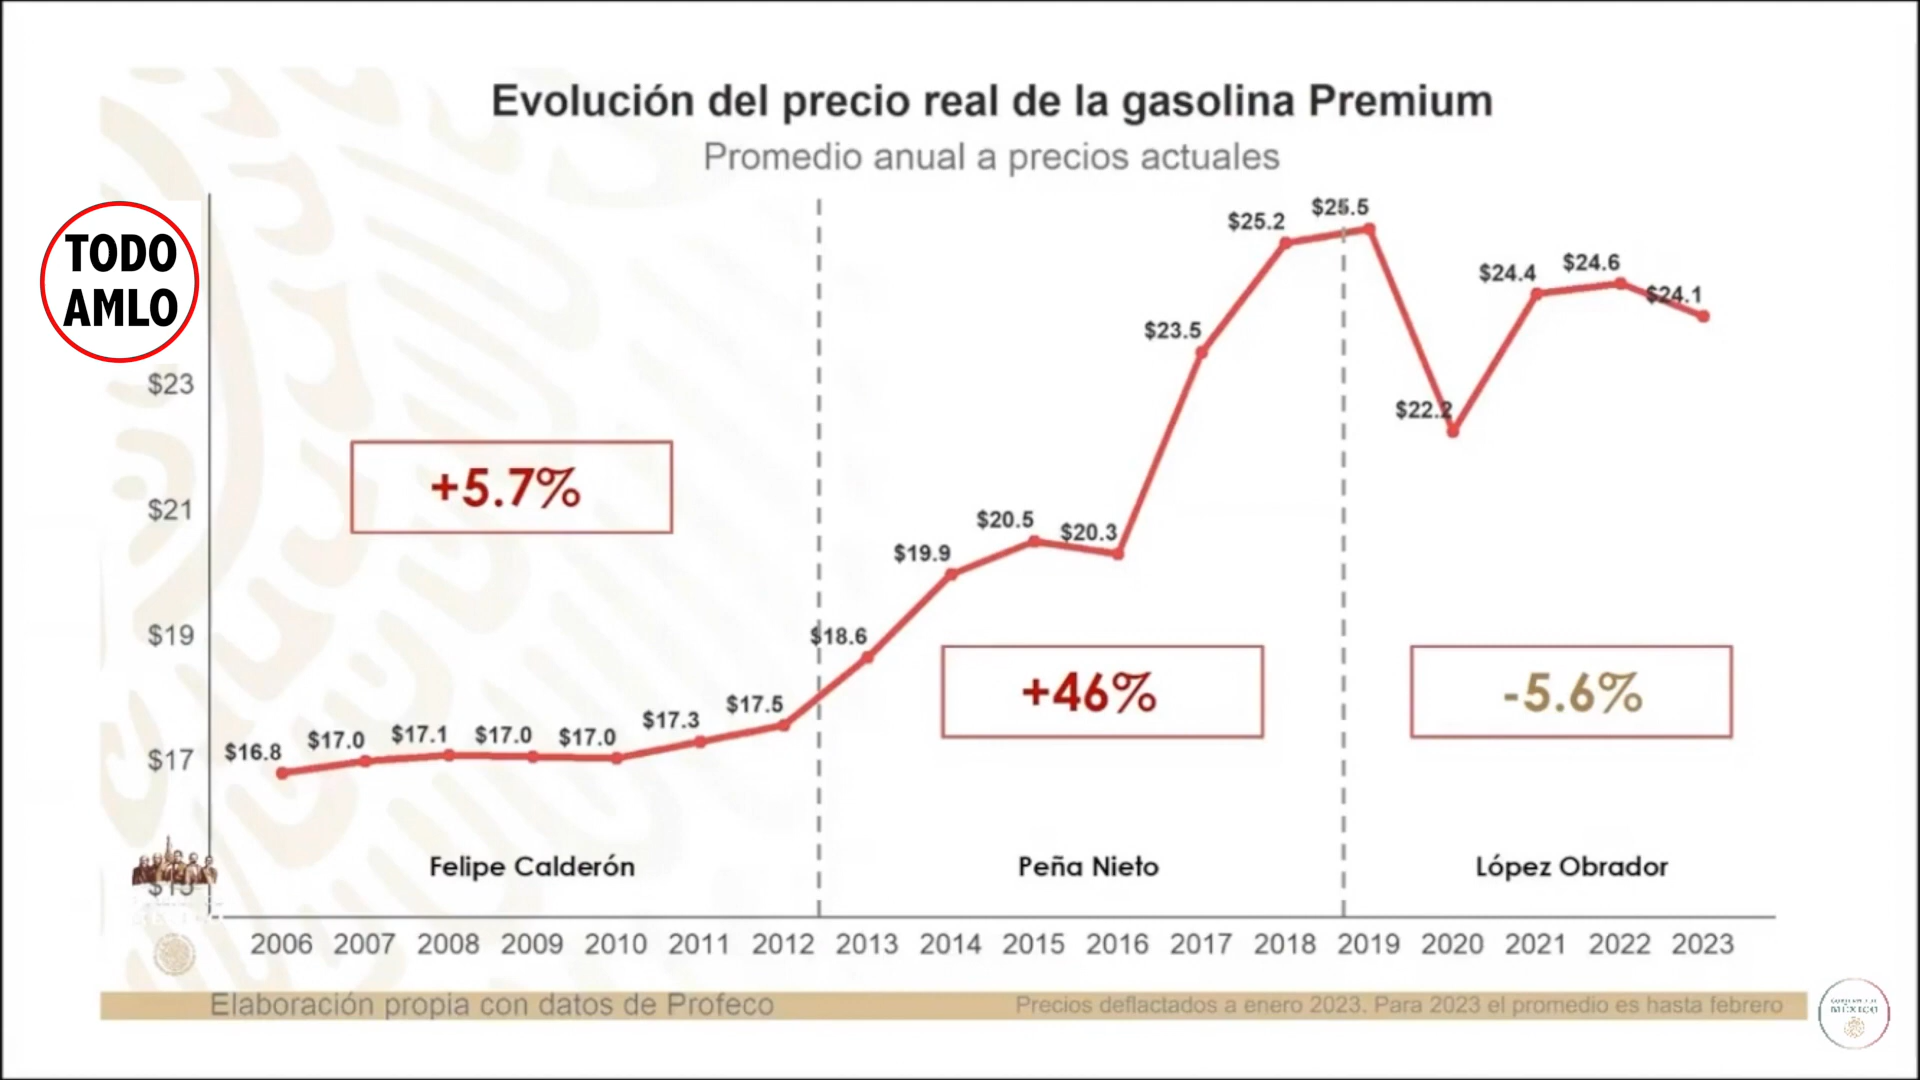 Evolución del precio real de la gasolina Premium
Promedio anual a precios actuales
TODO
AMLO
$23
$21
$19
$17
$16.8
$17.0
$17.1
$17.0
$17.0
$17.3
$17.5
$18.6
$19.9
$20.5
$20.3
$23.5
$25.2
$25.5
$22.2
$24.4
$24.6
$24.1
+5.7%
+46%
-5.6%
Felipe Calderón
Peña Nieto
López Obrador
2006 2007 2008 2009 2010 2011 2012 2013 2014 2015 2016 2017 2018 2019 2020 2021 2022 2023
Elaboración propia con datos de Profeco
Precios deflactados a enero 2023. Para 2023 el promedio es hasta febrero
MÉXICO